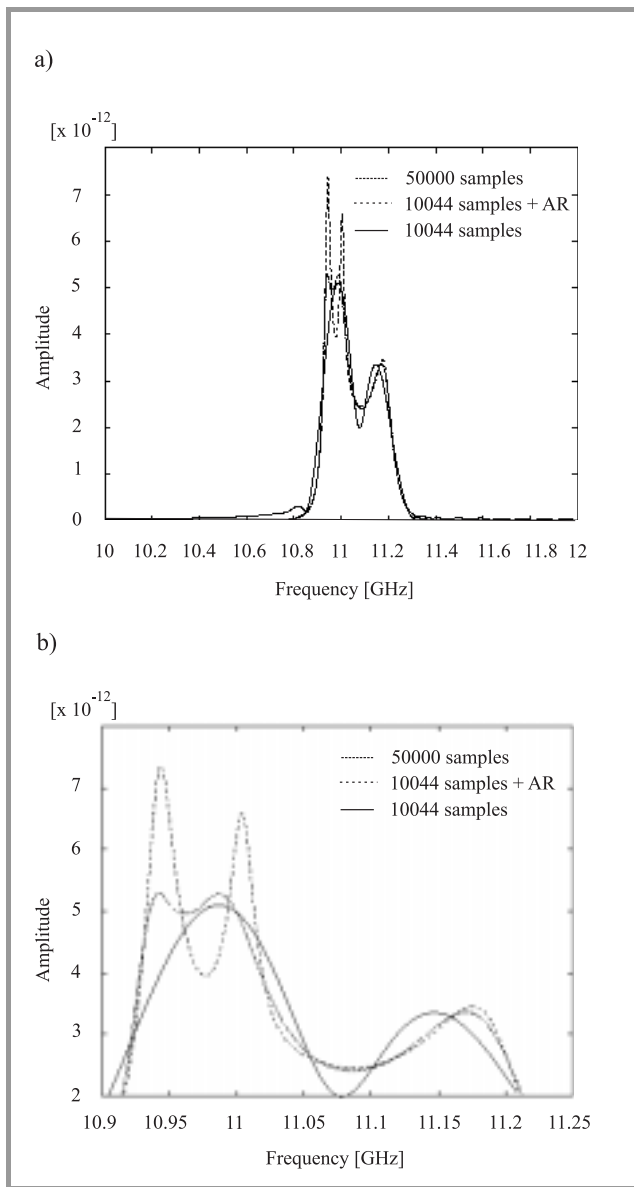 a)
[x 10-12]
7
6
5
4
3
2
1
0
Amplitude
50000 samples
10044 samples + AR
10044 samples
10 10.2 10.4 10.6 10.8 11 11.2 11.4 11.6 11.8 12
Frequency [GHz]
b)
[x 10-12]
7
6
5
4
3
2
Amplitude
50000 samples
10044 samples + AR
10044 samples
10.9 10.95 11 11.05 11.1 11.15 11.2 11.25
Frequency [GHz]